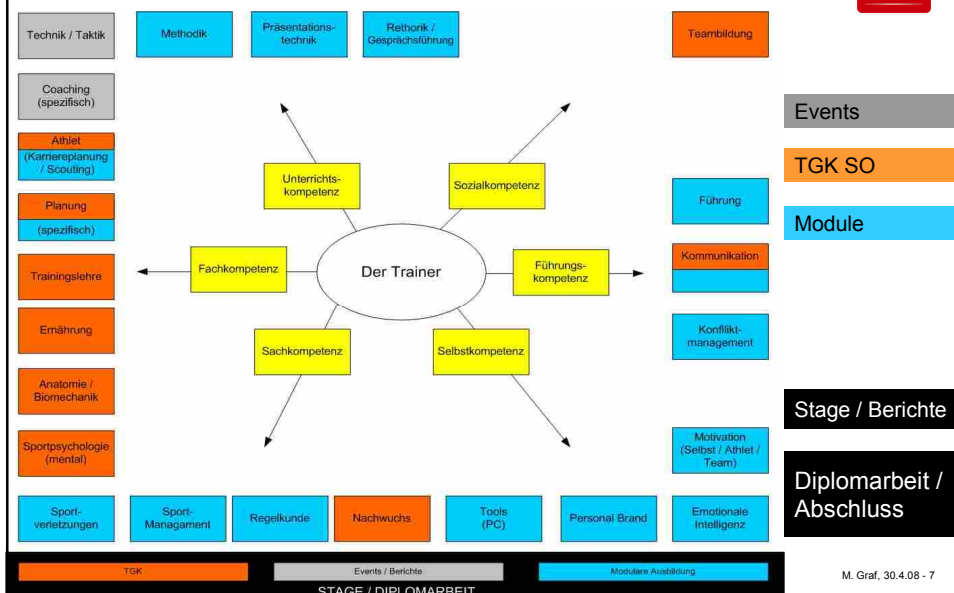 Technik / Taktik
Methodik
Präsentations-
technik
Rethorik /
Gesprächsführung
Teambildung
Coaching
(spezifisch)
Athlet
(Karriereplanung
/ Scouting)
Planung
(spezifisch)
Trainingslehre
Ernährung
Anatomie /
Biomechanik
Sportpsychologie
(mental)
Unterrichts-
kompetenz
Sozialkompetenz
Fachkompetenz
Der Trainer
Führungs-
kompetenz
Sachkompetenz
Selbstkompetenz
Führung
Kommunikation
Konfliikt-
management
Motivation
(Selbst / Athlet /
Team)
Sport-
verletzungen
Sport-
Managament
Regelkunde
Nachwuchs
Tools
(PC)
Personal Brand
Emotionale
Intelligenz
TGK
Events / Berichte
Modulare Ausbildung
STAGE / DIPLOMARBEIT
Events
TGK SO
Module
Stage / Berichte
Diplomarbeit /
Abschluss
M. Graf, 30.4.08 - 7